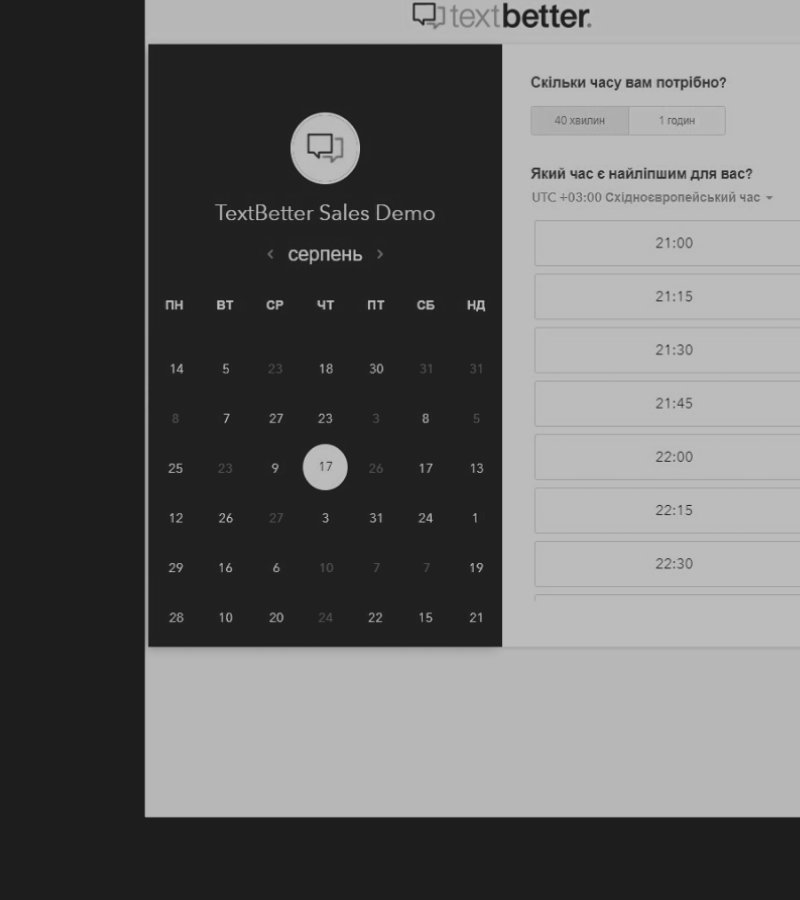 textbetter.
TextBetter Sales Demo
‹ серпень ›
ПН ВТ СР ЧТ ПТ СБ НД
14 5 23 18 30 31 31
8 7 27 23 3 8 5
25 23 9 17 26 17 13
12 26 27 3 31 24 1
29 16 6 10 7 7 19
28 10 20 24 22 15 21
Скільки часу вам потрібно?
40 хвилин 1 годин
Який час є найліпшим для вас?
UTC +03:00 Східноєвропейський час
21:00
21:15
21:30
21:45
22:00
22:15
22:30